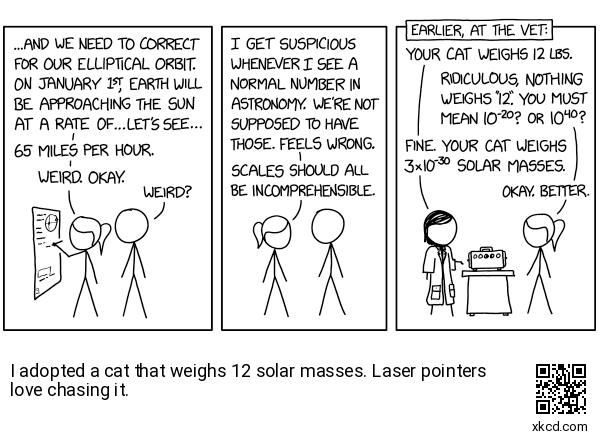 ...AND WE NEED TO CORRECT
FOR OUR ELLIPTICAL ORBIT.
ON JANUARY 1ST, EARTH WILL
BE APPROACHING THE SUN
AT A RATE OF...LET'S SEE...
65 MILES PER HOUR.
WEIRD. OKAY.
WEIRD?
I GET SUSPICIOUS
WHENEVER I SEE A
NORMAL NUMBER IN
ASTRONOMY. WE'RE NOT
SUPPOSED TO HAVE
THOSE. FEELS WRONG.
SCALES SHOULD ALL
BE INCOMPREHENSIBLE.
EARLIER, AT THE VET:
YOUR CAT WEIGHS 12 LBS.
RIDICULOUS, NOTHING
WEIGHS "12". YOU MUST
MEAN 10⁻²⁰? OR 10⁴⁰?
FINE. YOUR CAT WEIGHS
3×10⁻³⁰ SOLAR MASSES.
OKAY. BETTER.
I adopted a cat that weighs 12 solar masses. Laser pointers
love chasing it.
xkcd.com